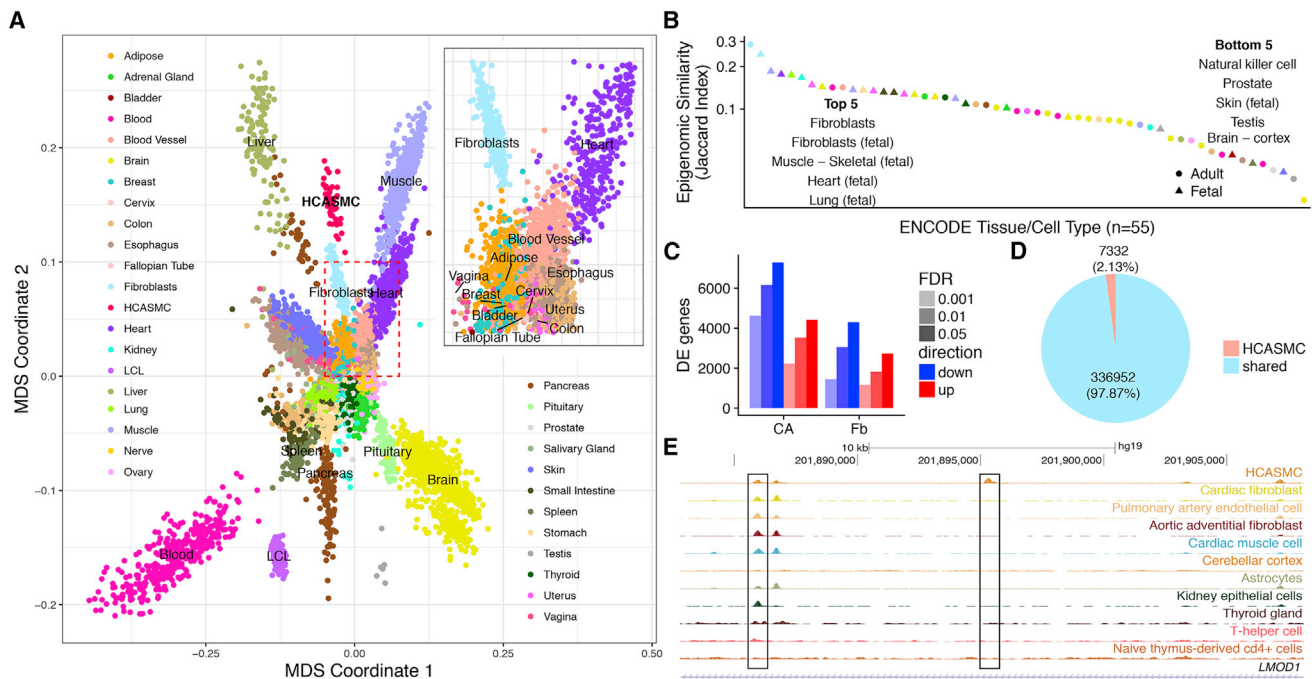 A
Adipose
Adrenal Gland
Bladder
Blood
Blood Vessel
Brain
Breast
Cervix
Colon
Esophagus
Fallopian Tube
Fibroblasts
HCASMC
Heart
Kidney
LCL
Liver
Lung
Muscle
Nerve
Ovary
Pancreas
Pituitary
Prostate
Salivary Gland
Skin
Small Intestine
Spleen
Stomach
Testis
Thyroid
Uterus
Vagina
Liver
HCASMC
Muscle
Fibroblasts
Heart
Spleen
Pancreas
Pituitary
Brain
Blood
LCL
Fibroblasts
Heart
Blood Vessel
Adipose
Esophagus
Vagina
Breast
Cervix
Bladder
Uterus
Colon
Fallopian Tube
MDS Coordinate 2
0.2
0.1
0.0
−0.1
−0.2
−0.25
0.00
0.25
0.50
MDS Coordinate 1
B
Epigenomic Similarity
(Jaccard Index)
0.3
0.2
0.1
Top 5
Fibroblasts
Fibroblasts (fetal)
Muscle − Skeletal (fetal)
Heart (fetal)
Lung (fetal)
Bottom 5
Natural killer cell
Prostate
Skin (fetal)
Testis
Brain − cortex
Adult
Fetal
ENCODE Tissue/Cell Type (n=55)
C
DE genes
6000
4000
2000
0
CA
Fb
FDR
0.001
0.01
0.05
direction
down
up
D
7332
(2.13%)
336952
(97.87%)
HCASMC
shared
E
10 kb
hg19
201,890,000
201,895,000
201,900,000
201,905,000
HCASMC
Cardiac fibroblast
Pulmonary artery endothelial cell
Aortic adventitial fibroblast
Cardiac muscle cell
Cerebellar cortex
Astrocytes
Kidney epithelial cells
Thyroid gland
T-helper cell
Naive thymus-derived cd4+ cells
LMOD1